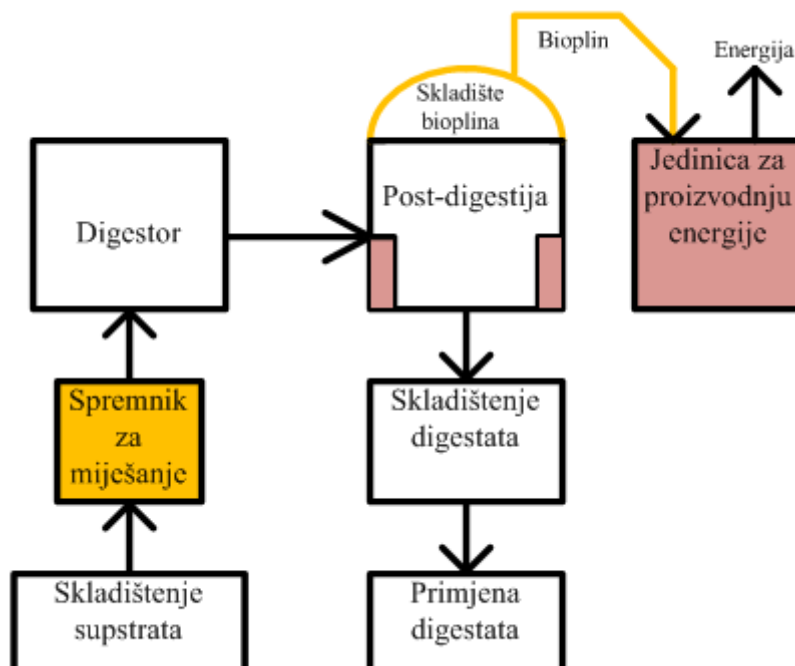 Bioplin
Energija
Skladište
bioplina
Jedinica za
proizvodnju
energije
Post-digestija
Digestor
Spremnik
za
miješanje
Skladištenje
digestata
Skladištenje
supstrata
Primjena
digestata